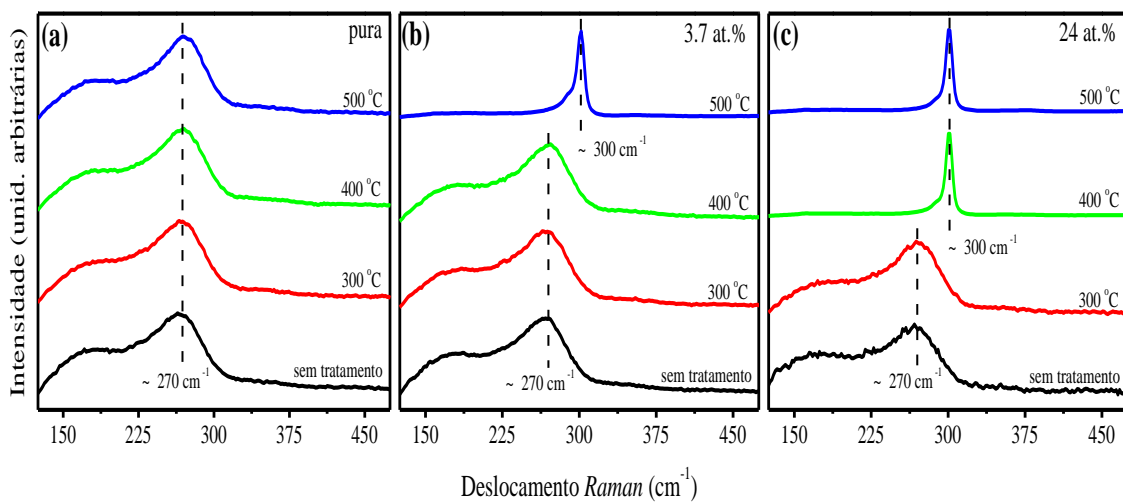 Intensidade (unid. arbitrárias)
(a)
pura
500 °C
400 °C
300 °C
sem tratamento
~ 270 cm⁻¹
150 225 300 375 450
(b)
3.7 at.%
500 °C
~ 300 cm⁻¹
400 °C
300 °C
sem tratamento
~ 270 cm⁻¹
150 225 300 375 450
(c)
24 at.%
500 °C
400 °C
~ 300 cm⁻¹
300 °C
sem tratamento
~ 270 cm⁻¹
150 225 300 375 450
Deslocamento Raman (cm⁻¹)